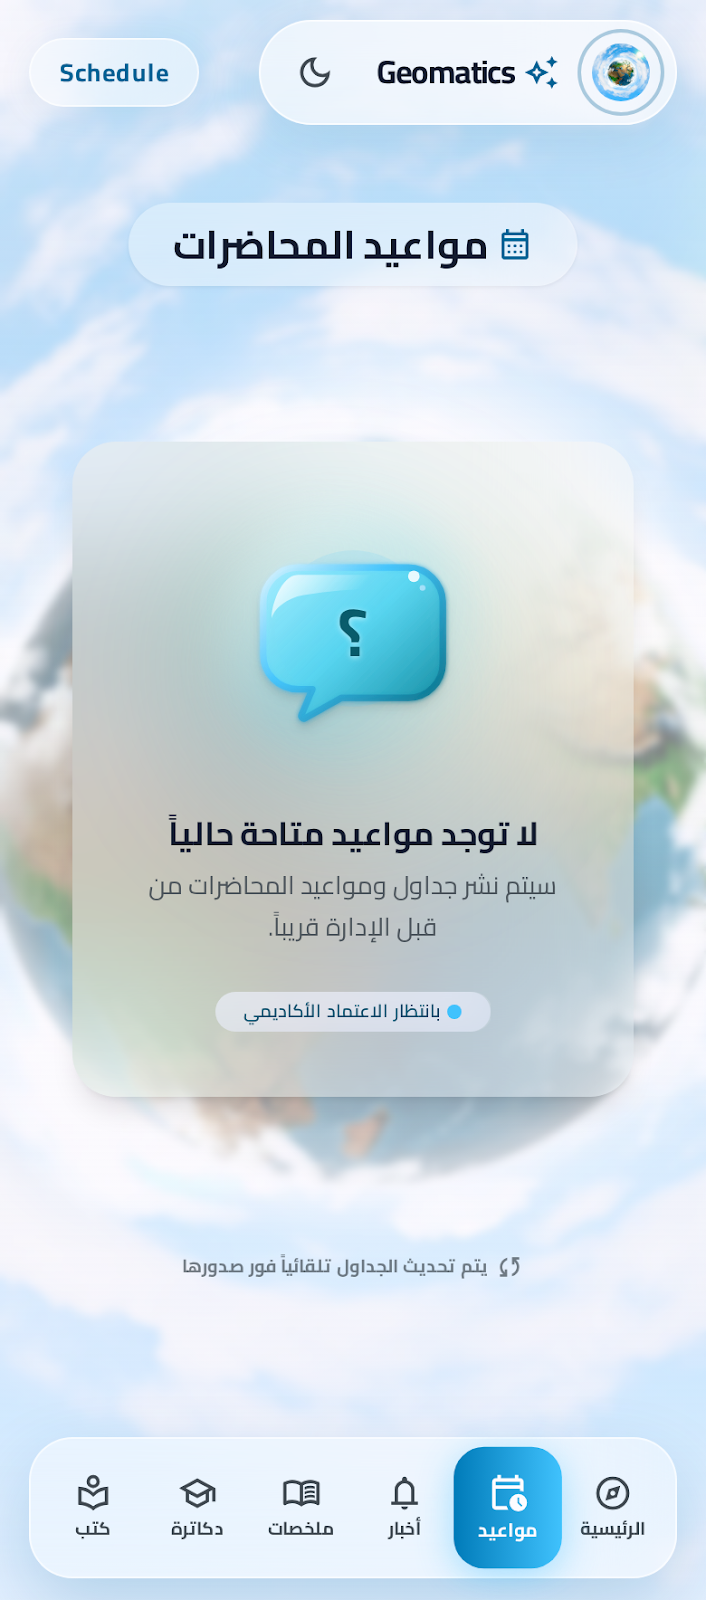 Geomatics
Schedule
مواعيد المحاضرات
؟
لا توجد مواعيد متاحة حالياً
سيتم نشر جداول ومواعيد المحاضرات من
قبل الإدارة قريباً.
بانتظار الاعتماد الأكاديمي
يتم تحديث الجداول تلقائياً فور صدورها
الرئيسية
مواعيد
أخبار
ملخصات
دكاترة
كتب